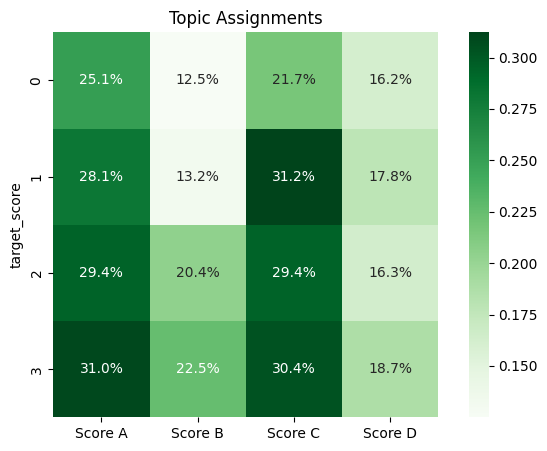 Topic Assignments
0 25.1% 12.5% 21.7% 16.2%
1 28.1% 13.2% 31.2% 17.8%
2 29.4% 20.4% 29.4% 16.3%
3 31.0% 22.5% 30.4% 18.7%
target_score
Score A Score B Score C Score D
0.300
0.275
0.250
0.225
0.200
0.175
0.150